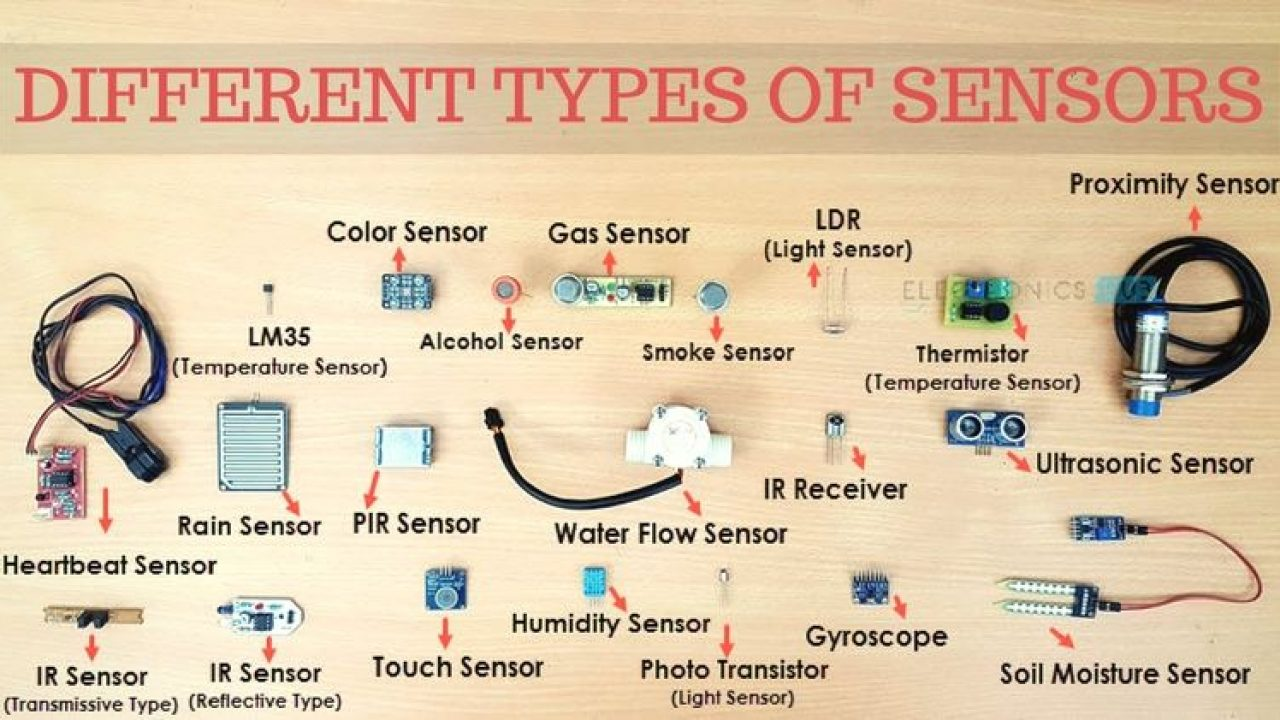 DIFFERENT TYPES OF SENSORS
Proximity Sensor
Color Sensor
Gas Sensor
LDR
(Light Sensor)
ELECTRONICS HUB
LM35
(Temperature Sensor)
Alcohol Sensor
Smoke Sensor
Thermistor
(Temperature Sensor)
Rain Sensor
PIR Sensor
Water Flow Sensor
IR Receiver
Ultrasonic Sensor
Heartbeat Sensor
Humidity Sensor
Gyroscope
IR Sensor
(Transmissive Type)
IR Sensor
(Reflective Type)
Touch Sensor
Photo Transistor
(Light Sensor)
Soil Moisture Sensor